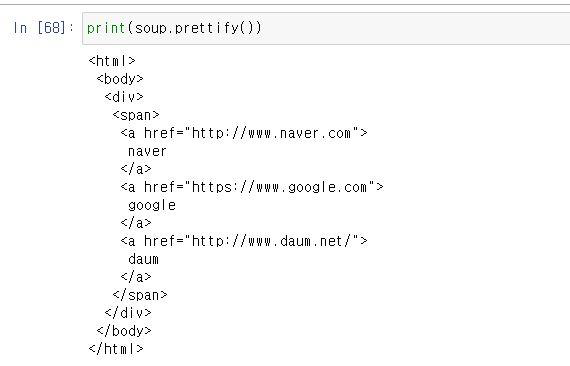 In [68]: print(soup.prettify())
<html>
 <body>
  <div>
   <span>
    <a href="http://www.naver.com">
     naver
    </a>
    <a href="https://www.google.com">
     google
    </a>
    <a href="http://www.daum.net/">
     daum
    </a>
   </span>
  </div>
 </body>
</html>